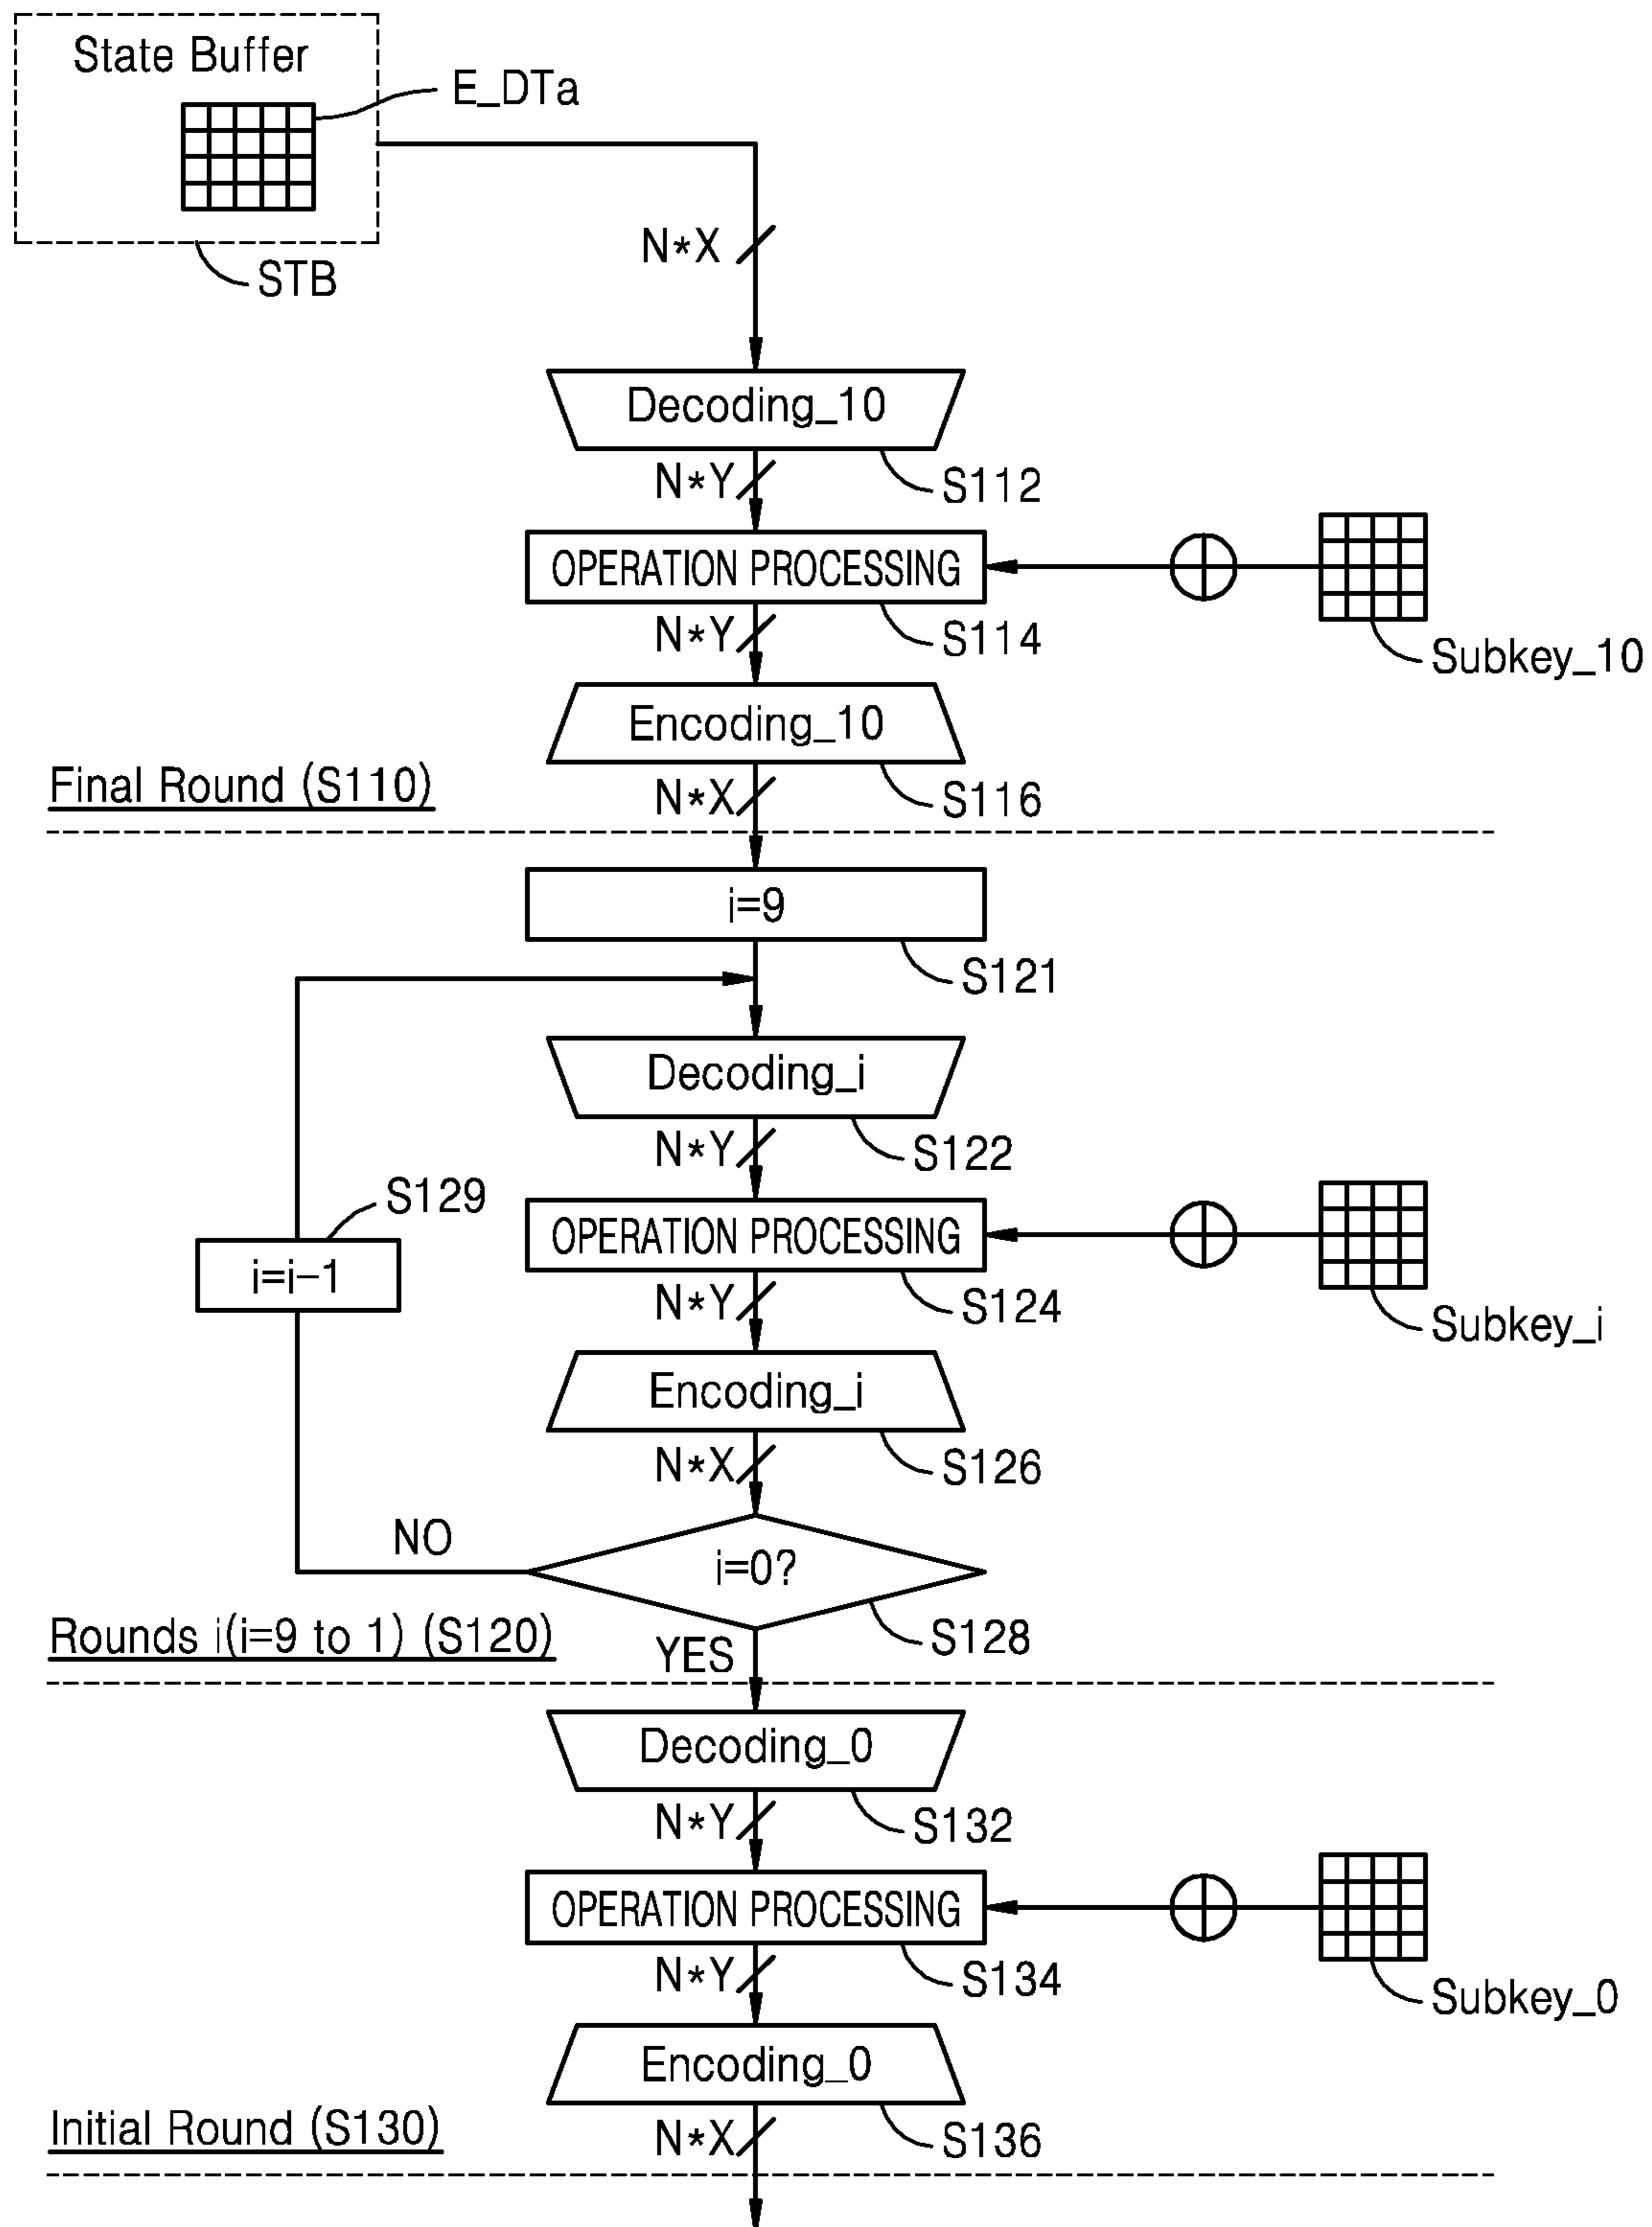 State Buffer
E_DTa
STB
N*X
Decoding_10
S112
N*Y
OPERATION PROCESSING
S114
Subkey_10
N*Y
Encoding_10
S116
Final Round (S110)
N*X
i=9
S121
Decoding_i
S122
N*Y
S129
i=i-1
OPERATION PROCESSING
S124
Subkey_i
N*Y
Encoding_i
S126
N*X
NO
i=0?
S128
Rounds i(i=9 to 1) (S120)
YES
Decoding_0
S132
N*Y
OPERATION PROCESSING
S134
Subkey_0
N*Y
Encoding_0
S136
Initial Round (S130)
N*X